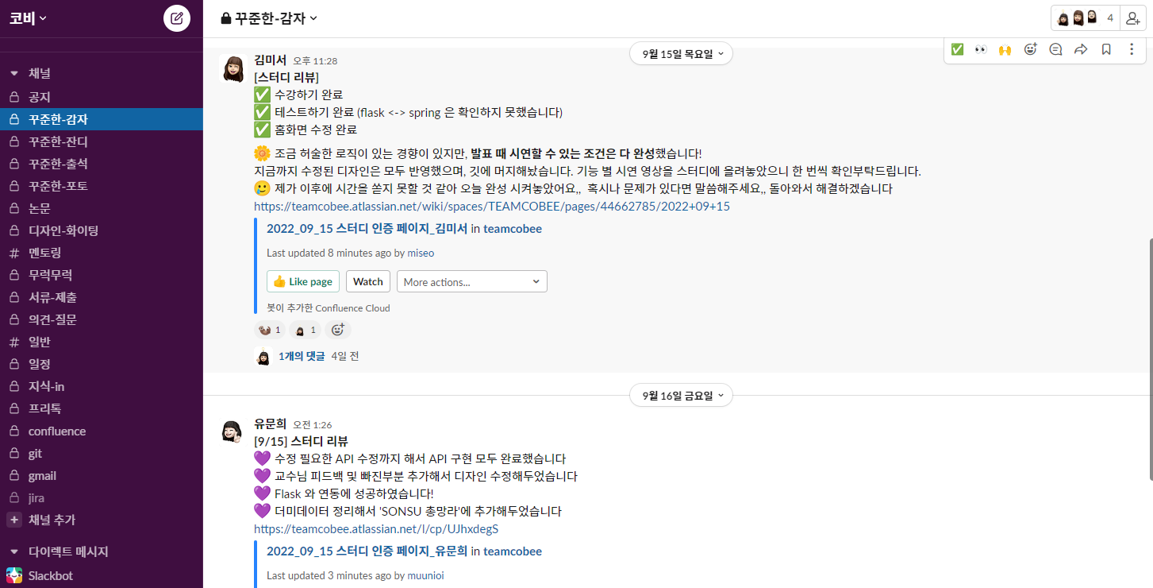 코비
채널
공지
꾸준한-감자
꾸준한-잔디
꾸준한-출석
꾸준한-포토
논문
디자인-화이팅
# 멘토링
무럭무럭
서류-제출
의견-질문
# 일반
일정
지식-in
프리톡
confluence
git
gmail
jira
+ 채널 추가
다이렉트 메시지
Slackbot
꾸준한-감자
4
9월 15일 목요일
김미서 오후 11:28
[스터디 리뷰]
✅ 수강하기 완료
✅ 테스트하기 완료 (flask <-> spring 은 확인하지 못했습니다)
✅ 홈화면 수정 완료
🌼 조금 허술한 로직이 있는 경향이 있지만, 발표 때 시연할 수 있는 조건은 다 완성했습니다!
지금까지 수정된 디자인은 모두 반영했으며, 깃에 머지해놨습니다. 기능 별 시연 영상을 스터디에 올려놓았으니 한 번씩 확인부탁드립니다.
🥲 제가 이후에 시간을 쏟지 못할 것 같아 오늘 완성 시켜놓았어요,, 혹시나 문제가 있다면 말씀해주세요,, 돌아와서 해결하겠습니다
https://teamcobee.atlassian.net/wiki/spaces/TEAMCOBEE/pages/44662785/2022+09+15
2022_09_15 스터디 인증 페이지_김미서 in teamcobee
Last updated 8 minutes ago by miseo
👍 Like page Watch More actions...
봇이 추가한 Confluence Cloud
1 1
1개의 댓글 4일 전
9월 16일 금요일
유문희 오전 1:26
[9/15] 스터디 리뷰
💜 수정 필요한 API 수정까지 해서 API 구현 모두 완료했습니다
💜 교수님 피드백 및 빠진부분 추가해서 디자인 수정해두었습니다
💜 Flask 와 연동에 성공하였습니다!
💜 더미데이터 정리해서 'SONSU 총망라'에 추가해두었습니다
https://teamcobee.atlassian.net/l/cp/UJhxdegS
2022_09_15 스터디 인증 페이지_유문희 in teamcobee
Last updated 3 minutes ago by muunioi